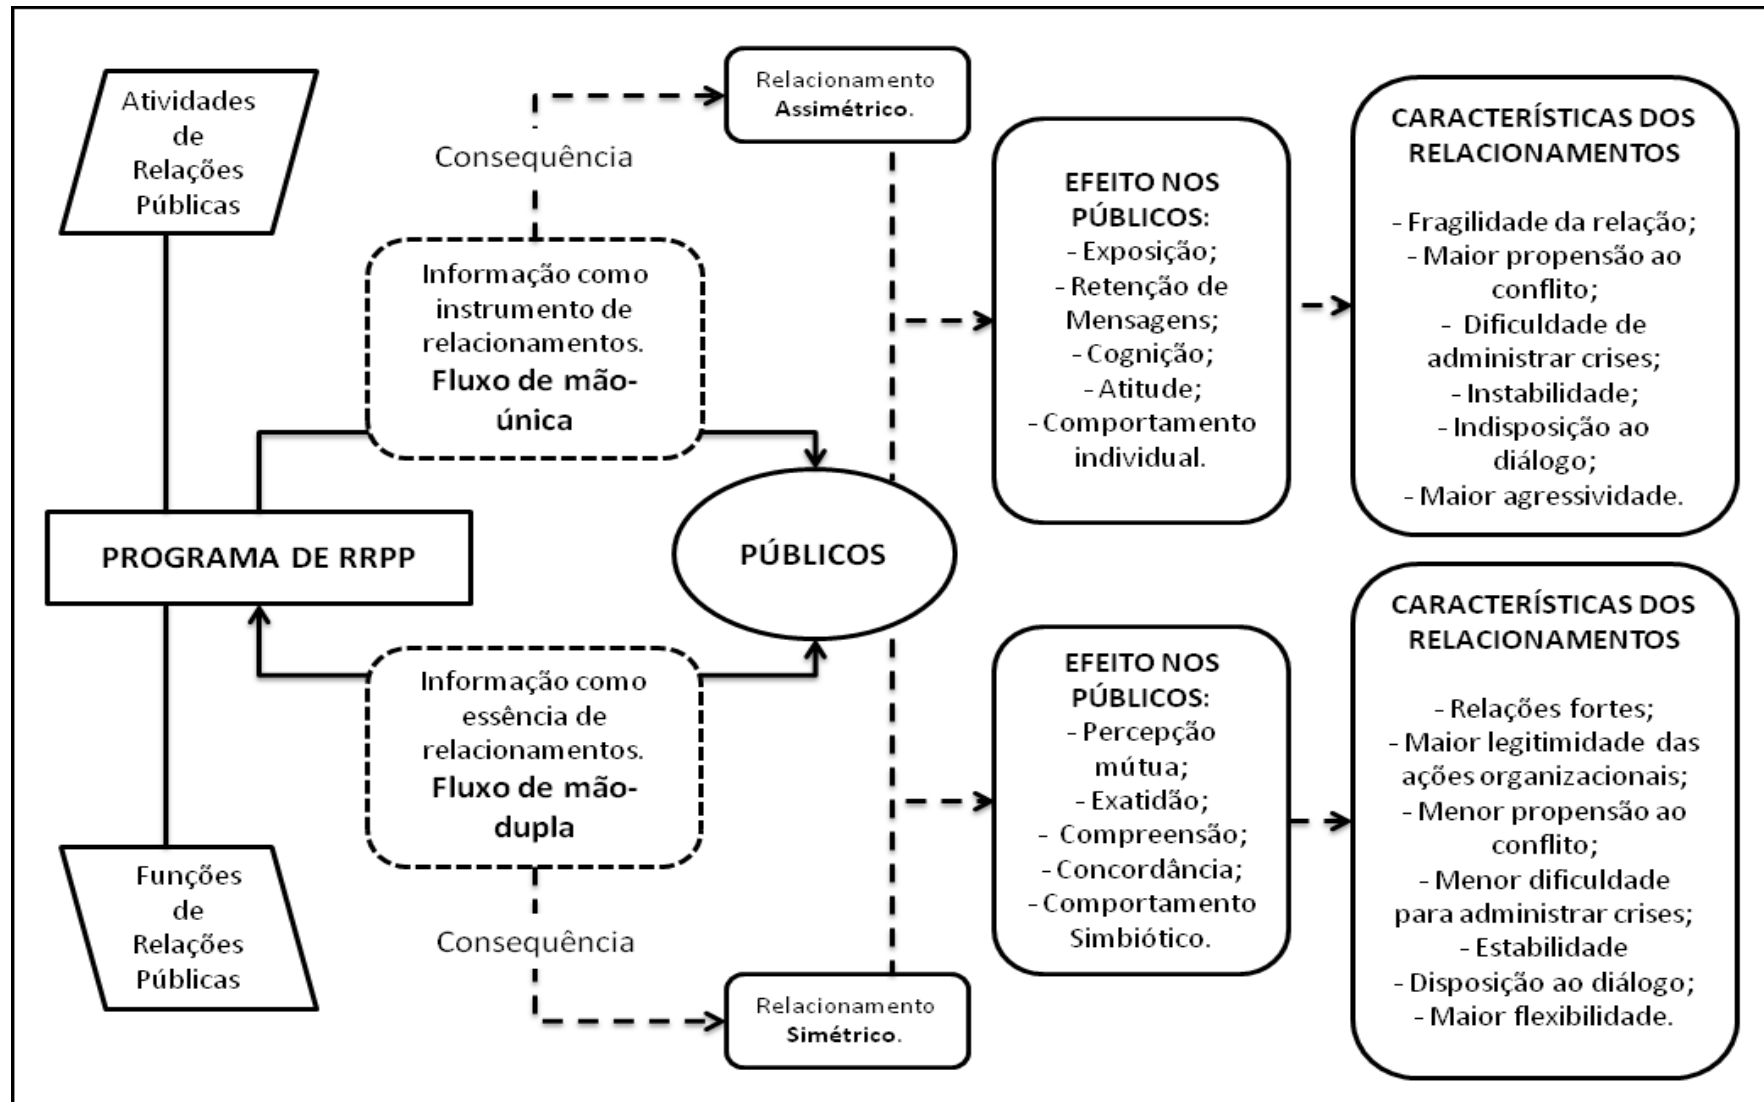 Atividades
de
Relações
Públicas
PROGRAMA DE RRPP
Funções
de
Relações
Públicas
Consequência
Informação como
instrumento de
relacionamentos.
Fluxo de mão-
única
Informação como
essência de
relacionamentos.
Fluxo de mão-
dupla
Consequência
Relacionamento
Assimétrico.
PÚBLICOS
Relacionamento
Simétrico.
EFEITO NOS
PÚBLICOS:
- Exposição;
- Retenção de
Mensagens;
- Cognição;
- Atitude;
- Comportamento
individual.
EFEITO NOS
PÚBLICOS:
- Percepção
mútua;
- Exatidão;
- Compreensão;
- Concordância;
- Comportamento
Simbiótico.
CARACTERÍSTICAS DOS
RELACIONAMENTOS
- Fragilidade da relação;
- Maior propensão ao
conflito;
- Dificuldade de
administrar crises;
- Instabilidade;
- Indisposição ao
diálogo;
- Maior agressividade.
CARACTERÍSTICAS DOS
RELACIONAMENTOS
- Relações fortes;
- Maior legitimidade das
ações organizacionais;
- Menor propensão ao
conflito;
- Menor dificuldade
para administrar crises;
- Estabilidade
- Disposição ao diálogo;
- Maior flexibilidade.